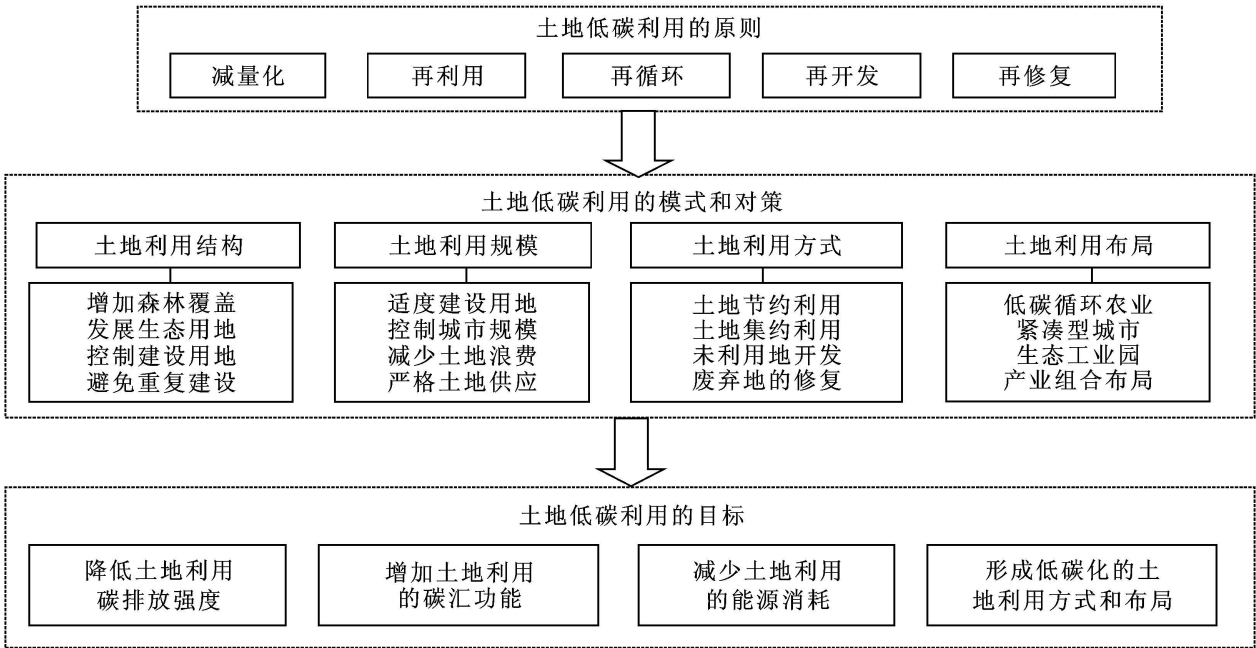 土地低碳利用的原则
减量化
再利用
再循环
再开发
再修复
土地低碳利用的模式和对策
土地利用结构
增加森林覆盖
发展生态用地
控制建设用地
避免重复建设
土地利用规模
适度建设用地
控制城市规模
减少土地浪费
严格土地供应
土地利用方式
土地节约利用
土地集约利用
未利用地开发
废弃地的修复
土地利用布局
低碳循环农业
紧凑型城市
生态工业园
产业组合布局
土地低碳利用的目标
降低土地利用
碳排放强度
增加土地利用
的碳汇功能
减少土地利用
的能源消耗
形成低碳化的土
地利用方式和布局